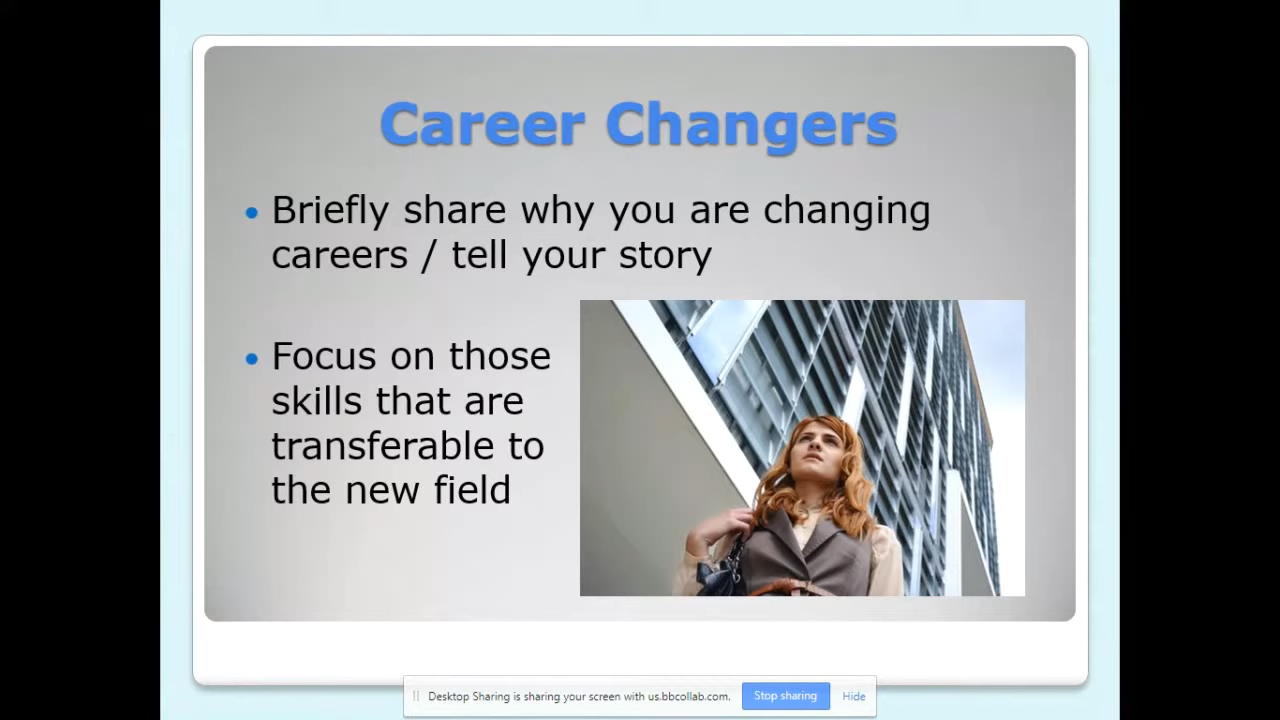 Career Changers
Briefly share why you are changing
careers / tell your story
Focus on those
skills that are
transferable to
the new field
Desktop Sharing is sharing your screen with us.bbcollab.com.
Stop sharing
Hide